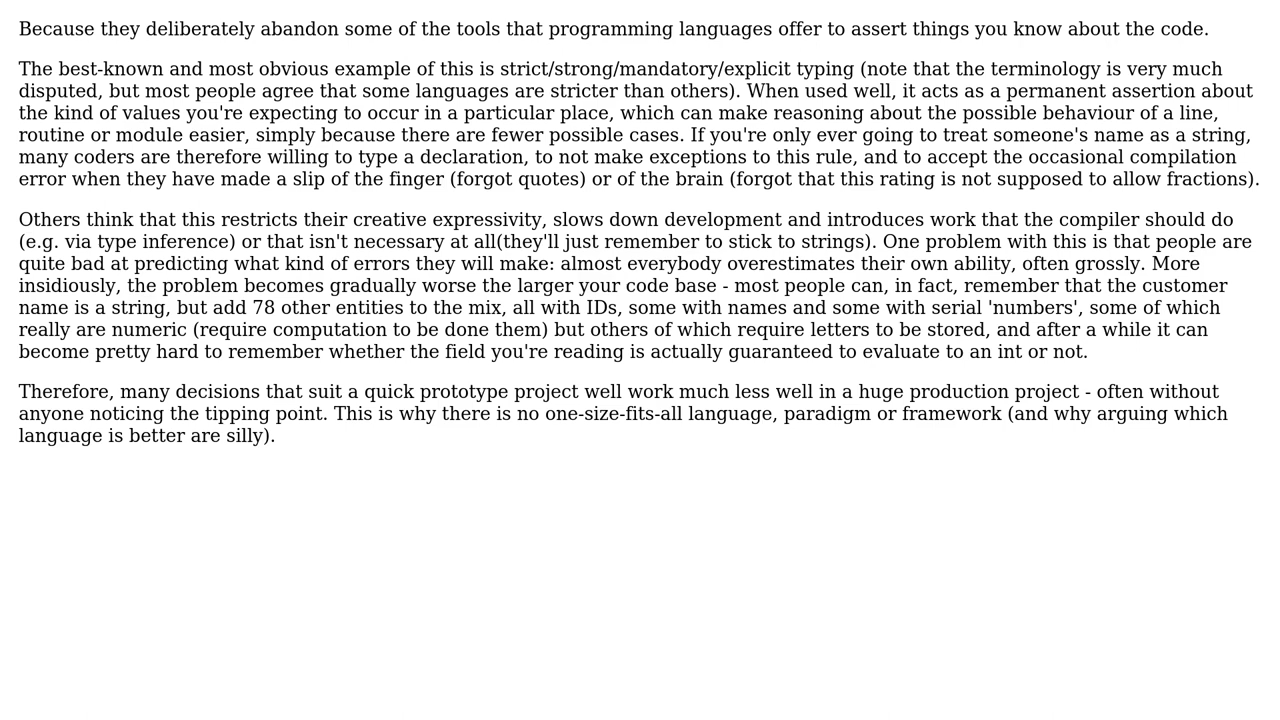 Because they deliberately abandon some of the tools that programming languages offer to assert things you know about the code.
The best-known and most obvious example of this is strict/strong/mandatory/explicit typing (note that the terminology is very much
disputed, but most people agree that some languages are stricter than others). When used well, it acts as a permanent assertion about
the kind of values you're expecting to occur in a particular place, which can make reasoning about the possible behaviour of a line,
routine or module easier, simply because there are fewer possible cases. If you're only ever going to treat someone's name as a string,
many coders are therefore willing to type a declaration, to not make exceptions to this rule, and to accept the occasional compilation
error when they have made a slip of the finger (forgot quotes) or of the brain (forgot that this rating is not supposed to allow fractions).
Others think that this restricts their creative expressivity, slows down development and introduces work that the compiler should do
(e.g. via type inference) or that isn't necessary at all(they'll just remember to stick to strings). One problem with this is that people are
quite bad at predicting what kind of errors they will make: almost everybody overestimates their own ability, often grossly. More
insidiously, the problem becomes gradually worse the larger your code base - most people can, in fact, remember that the customer
name is a string, but add 78 other entities to the mix, all with IDs, some with names and some with serial 'numbers', some of which
really are numeric (require computation to be done them) but others of which require letters to be stored, and after a while it can
become pretty hard to remember whether the field you're reading is actually guaranteed to evaluate to an int or not.
Therefore, many decisions that suit a quick prototype project well work much less well in a huge production project - often without
anyone noticing the tipping point. This is why there is no one-size-fits-all language, paradigm or framework (and why arguing which
language is better are silly).